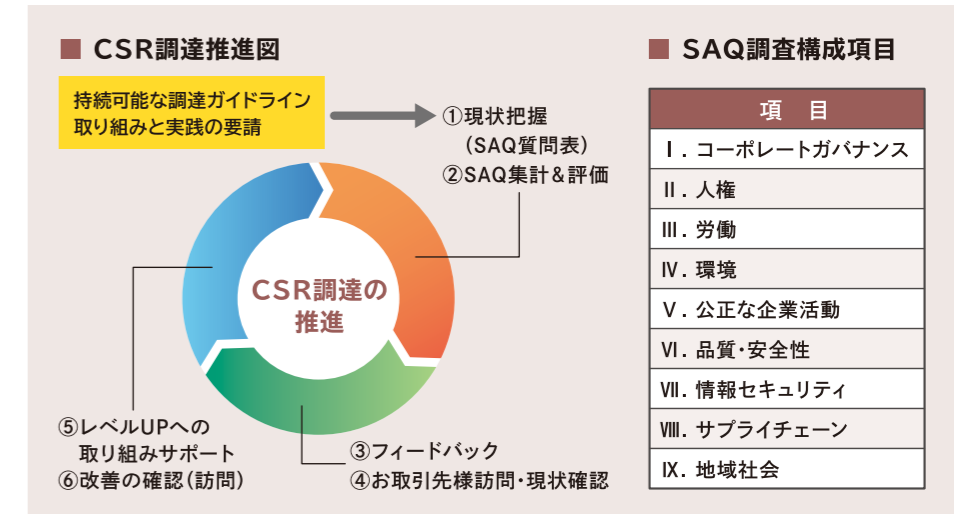 ■ CSR調達推進図
持続可能な調達ガイドライン
取り組みと実践の要請
①現状把握
（SAQ質問表）
②SAQ集計＆評価
CSR調達の
推進
③フィードバック
④お取引先様訪問・現状確認
⑤レベルUPへの
取り組みサポート
⑥改善の確認（訪問）
■ SAQ調査構成項目
項 目
Ⅰ. コーポレートガバナンス
Ⅱ. 人権
Ⅲ. 労働
Ⅳ. 環境
Ⅴ. 公正な企業活動
Ⅵ. 品質・安全性
Ⅶ. 情報セキュリティ
Ⅷ. サプライチェーン
Ⅸ. 地域社会